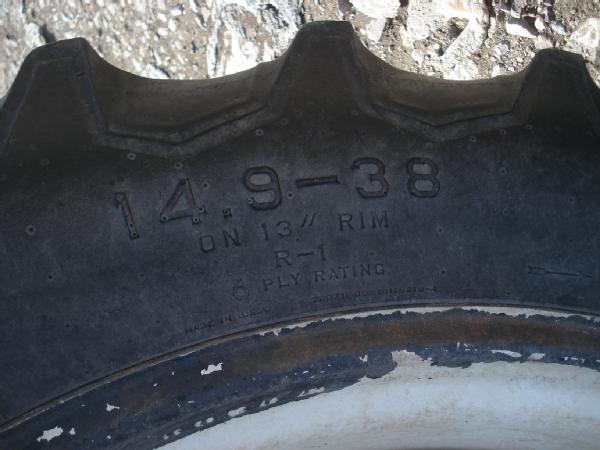 14.9-38
ON 13" RIM
R-1
6 PLY RATING
MADE IN U.S.A.